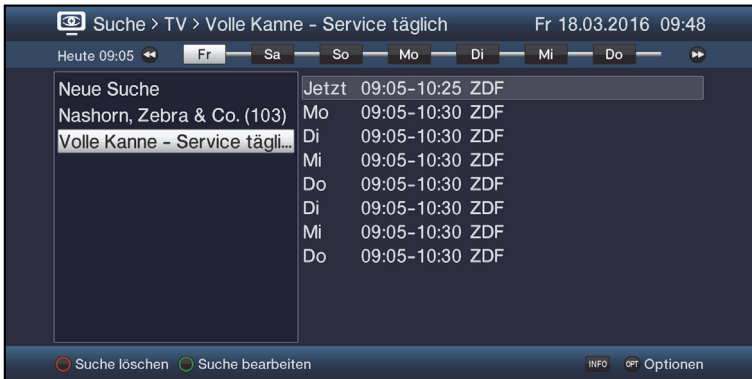 Suche > TV > Volle Kanne - Service täglich Fr 18.03.2016 09:48
Heute 09:05 Fr Sa So Mo Di Mi Do
Neue Suche
Nashorn, Zebra & Co. (103)
Volle Kanne - Service tägli...
Jetzt 09:05-10:25 ZDF
Mo 09:05-10:30 ZDF
Di 09:05-10:30 ZDF
Mi 09:05-10:30 ZDF
Do 09:05-10:30 ZDF
Di 09:05-10:30 ZDF
Mi 09:05-10:30 ZDF
Do 09:05-10:30 ZDF
Suche löschen Suche bearbeiten INFO OPT Optionen